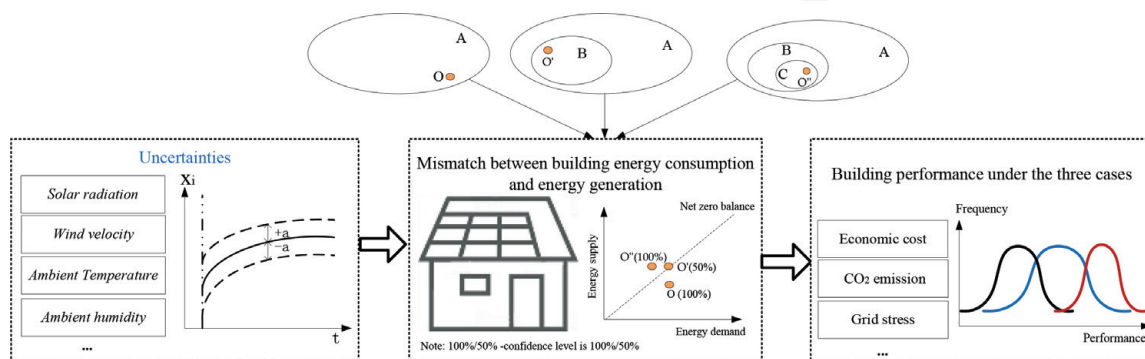 A
O
O'
B
A
B
A
C
O"
Uncertainties
Solar radiation
Wind velocity
Ambient Temperature
Ambient humidity
...
Xi
+a
−a
t
Mismatch between building energy consumption
and energy generation
Net zero balance
Energy supply
O"(100%)
O'(50%)
O (100%)
Energy demand
Note: 100%/50% -confidence level is 100%/50%
Building performance under the three cases
Economic cost
CO₂ emission
Grid stress
...
Frequency
Performance